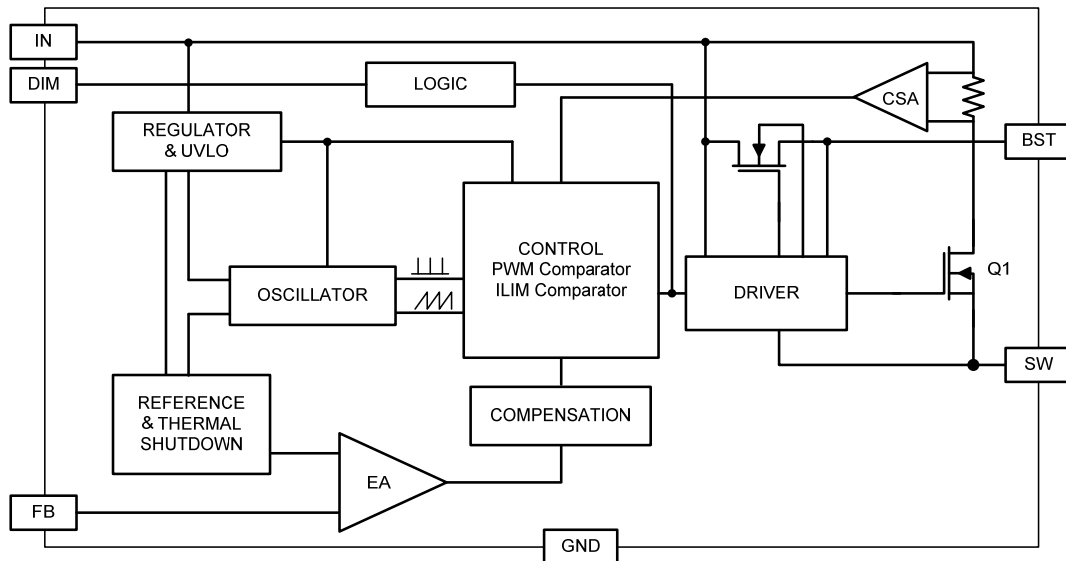 IN
DIM
LOGIC
CSA
REGULATOR
& UVLO
BST
CONTROL
PWM Comparator
ILIM Comparator
OSCILLATOR
DRIVER
Q1
SW
REFERENCE
& THERMAL
SHUTDOWN
COMPENSATION
EA
FB
GND